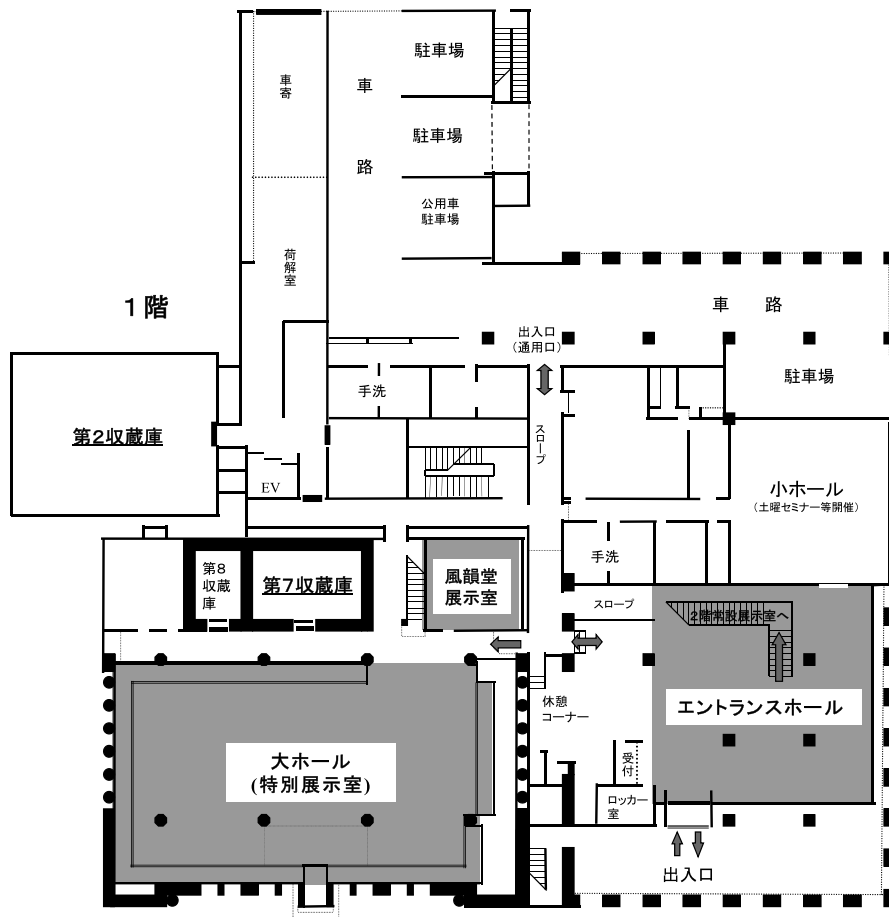 駐車場
車寄
車路
駐車場
公用車
駐車場
荷解室
1階
出入口
(通用口)
車路
駐車場
手洗
第2収蔵庫
スロープ
EV
小ホール
(土曜セミナー等開催)
手洗
第8
収蔵
庫
第7収蔵庫
風韻堂
展示室
スロープ
2階常設展示室へ
休憩
コーナー
エントランスホール
大ホール
(特別展示室)
受付
ロッカー
室
出入口